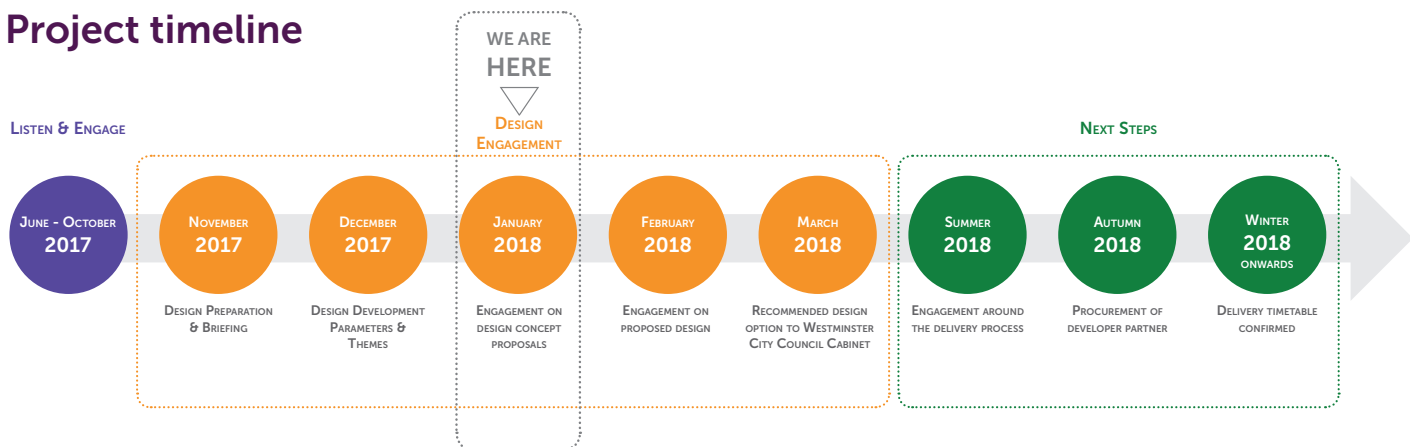 Project timeline
WE ARE
HERE
Listen & Engage
Design
Engagement
Next Steps
June - October
2017
November
2017
December
2017
January
2018
February
2018
March
2018
Summer
2018
Autumn
2018
Winter
2018
onwards
Design Preparation
& Briefing
Design Development
Parameters &
Themes
Engagement on
design concept
proposals
Engagement on
proposed design
Recommended design
option to Westminster
City Council Cabinet
Engagement around
the delivery process
Procurement of
developer partner
Delivery timetable
confirmed